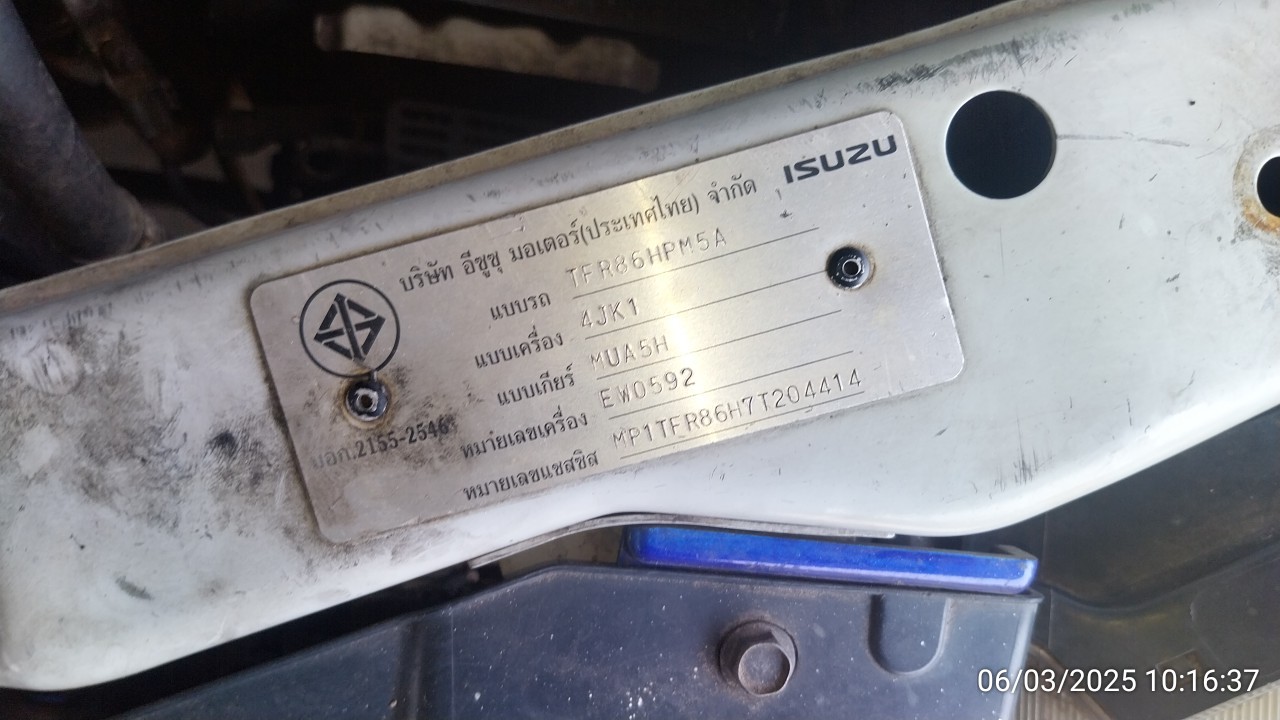 ISUZU
บริษัท อีซูซุ มอเตอร์(ประเทศไทย) จำกัด
แบบรถ TFR86HPM5A
แบบเครื่อง 4JK1
แบบเกียร์ MUA5H
หมายเลขเครื่อง EW0592
หมายเลขแชสซิส MP1TFR86H7T204414
มอก.2155-2546
06/03/2025 10:16:37